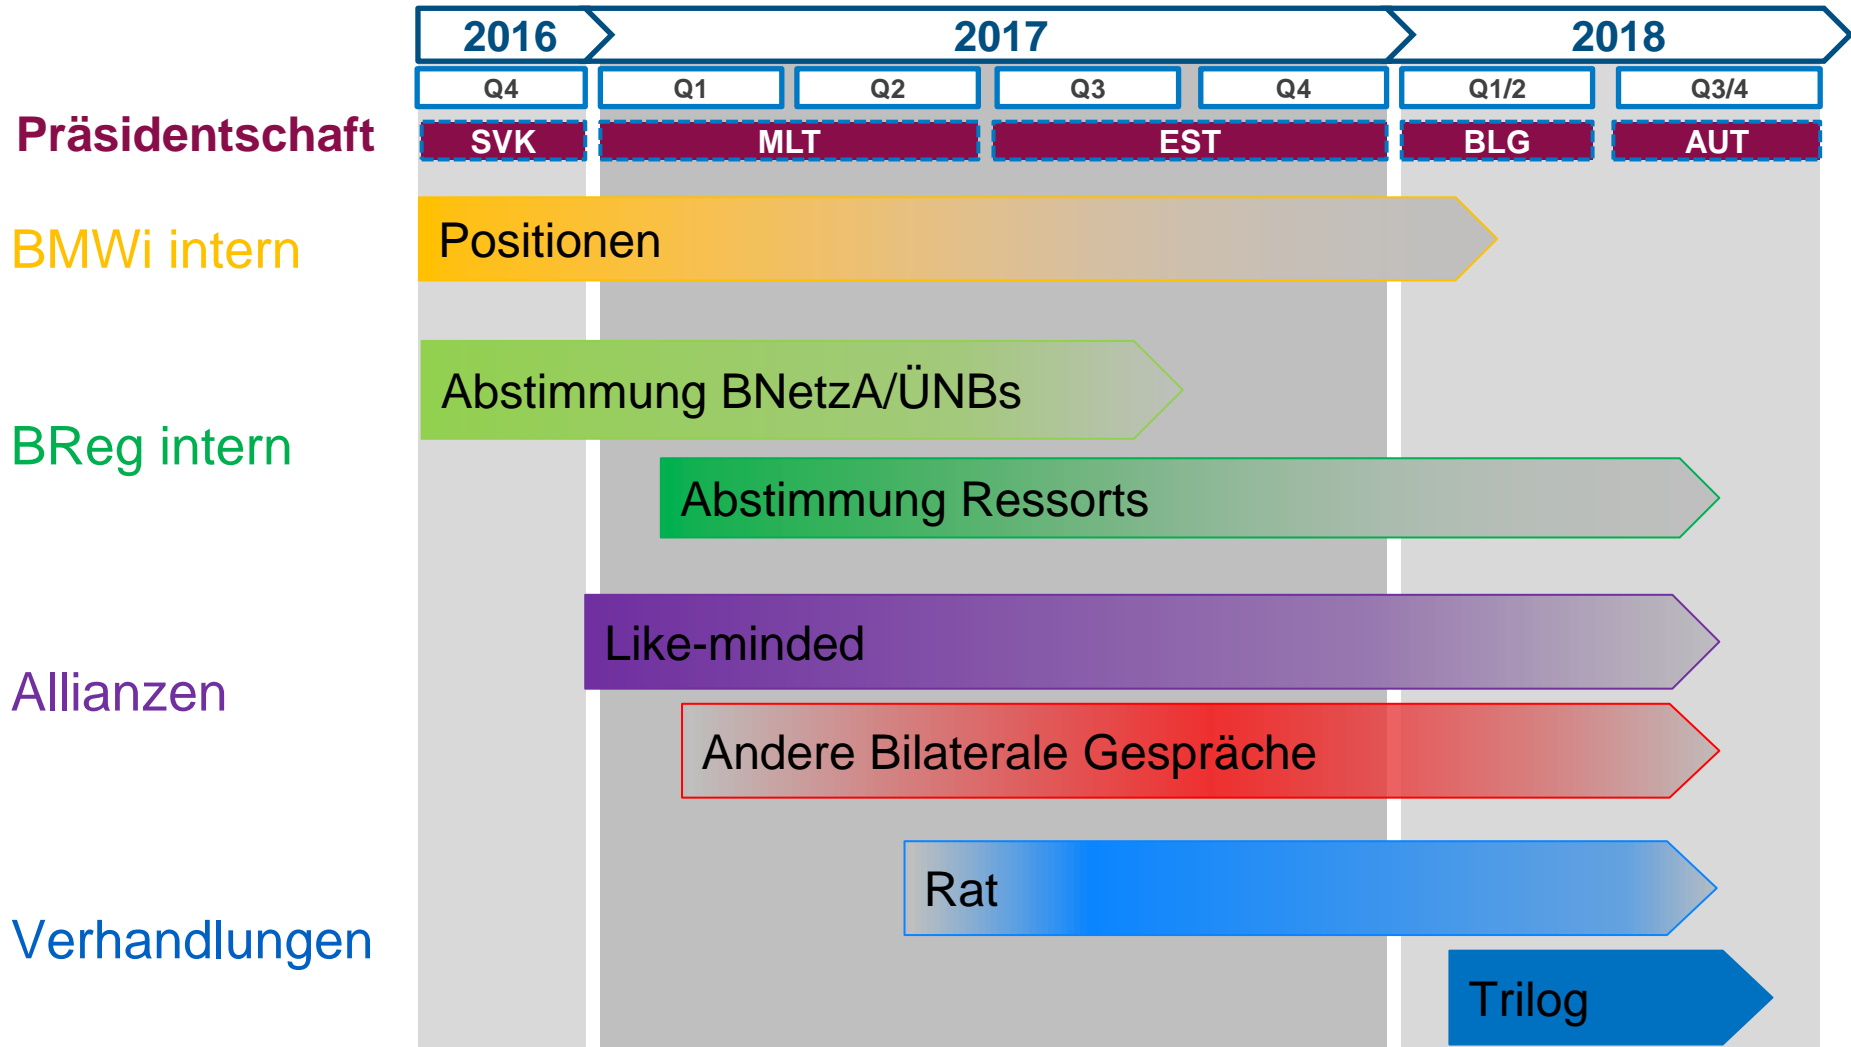 2016 2017 2018
Q4 Q1 Q2 Q3 Q4 Q1/2 Q3/4
Präsidentschaft SVK MLT EST BLG AUT
BMWi intern Positionen
Abstimmung BNetzA/ÜNBs
BReg intern
Abstimmung Ressorts
Like-minded
Allianzen
Andere Bilaterale Gespräche
Rat
Verhandlungen
Trilog